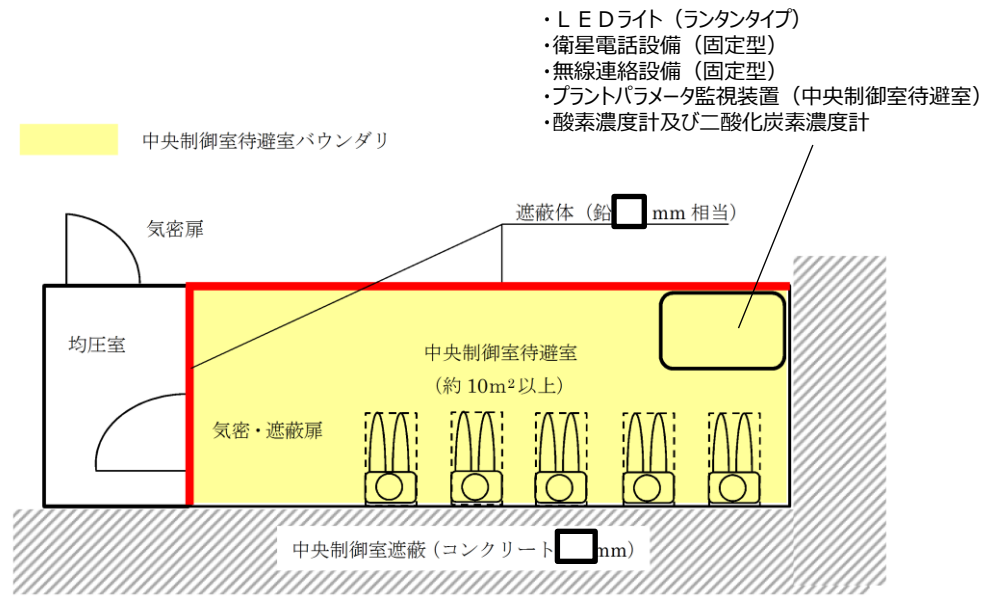 ・ＬＥＤライト（ランタンタイプ）
・衛星電話設備（固定型）
・無線連絡設備（固定型）
・プラントパラメータ監視装置（中央制御室待避室）
・酸素濃度計及び二酸化炭素濃度計
中央制御室待避室バウンダリ
遮蔽体（鉛 mm 相当）
気密扉
均圧室
中央制御室待避室
（約 10m²以上）
気密・遮蔽扉
中央制御室遮蔽（コンクリート mm）